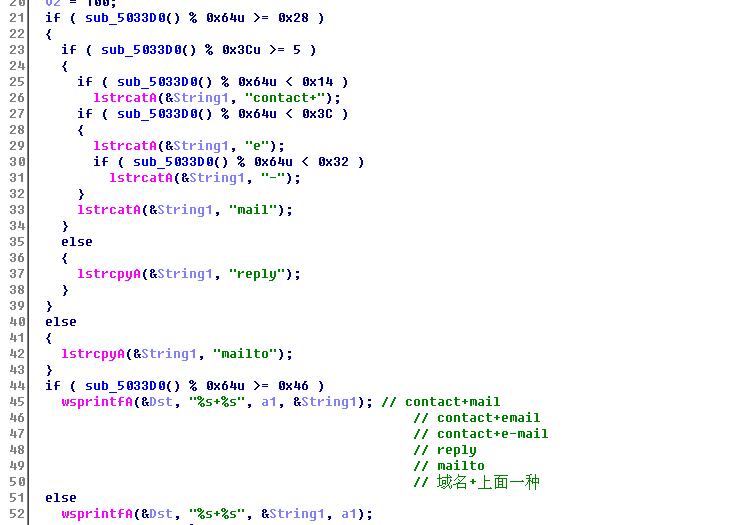 20 v2 = 100;
21 if ( sub_5033D0() % 0x64u >= 0x28 )
22 {
23 if ( sub_5033D0() % 0x3Cu >= 5 )
24 {
25 if ( sub_5033D0() % 0x64u < 0x14 )
26 lstrcatA(&String1, "contact+");
27 if ( sub_5033D0() % 0x64u < 0x3C )
28 {
29 lstrcatA(&String1, "e");
30 if ( sub_5033D0() % 0x64u < 0x32 )
31 lstrcatA(&String1, "-");
32 }
33 lstrcatA(&String1, "mail");
34 }
35 else
36 {
37 lstrcpyA(&String1, "reply");
38 }
39 }
40 else
41 {
42 lstrcpyA(&String1, "mailto");
43 }
44 if ( sub_5033D0() % 0x64u >= 0x46 )
45 wsprintfA(&Dst, "%s+%s", a1, &String1); // contact+mail
46 // contact+email
47 // contact+e-mail
48 // reply
49 // mailto
50 // 域名+上面一种
51 else
52 wsprintfA(&Dst, "%s+%s", &String1, a1);